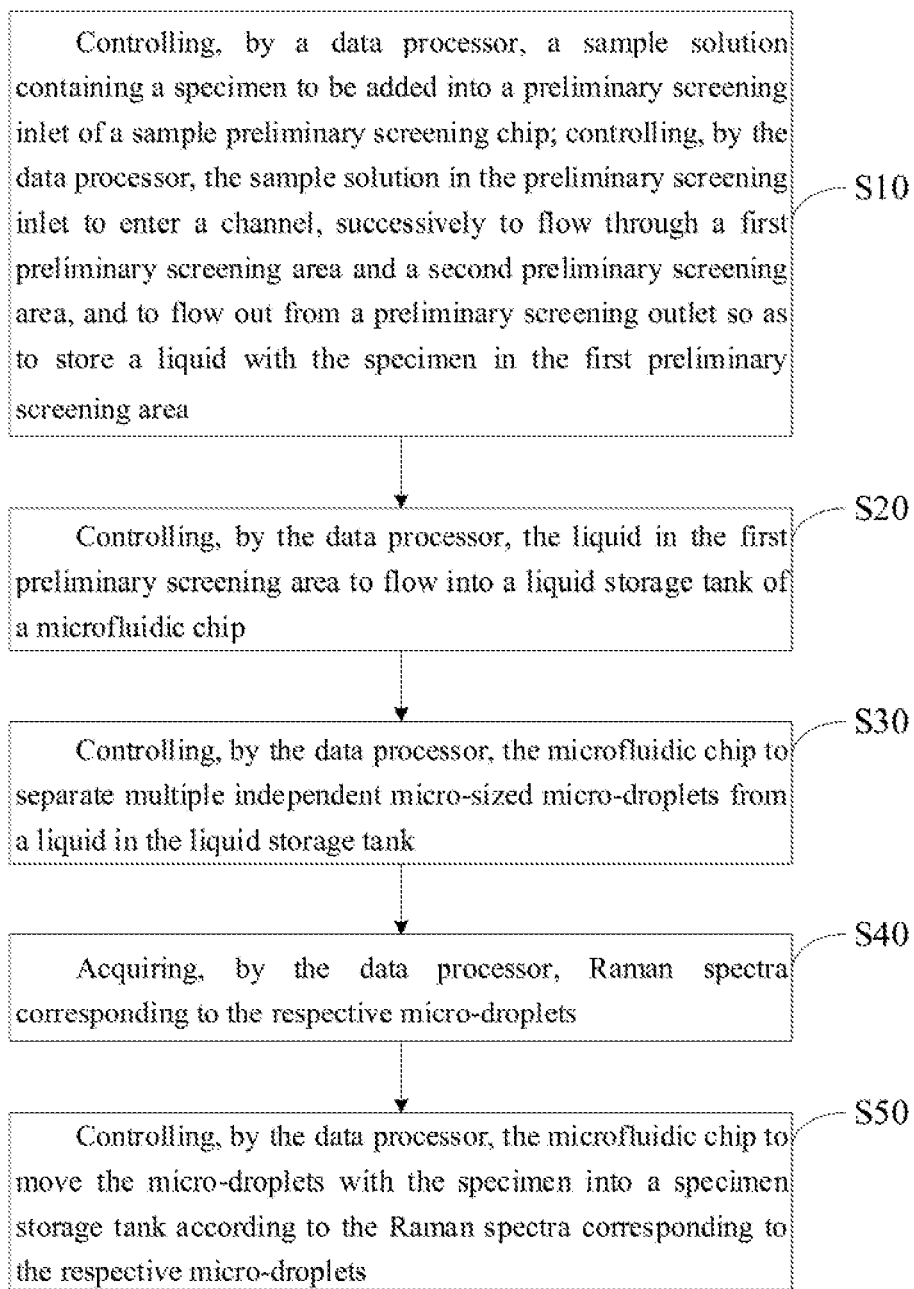 Controlling, by a data processor, a sample solution
containing a specimen to be added into a preliminary screening
inlet of a sample preliminary screening chip; controlling, by the
data processor, the sample solution in the preliminary screening
inlet to enter a channel, successively to flow through a first
preliminary screening area and a second preliminary screening
area, and to flow out from a preliminary screening outlet so as
to store a liquid with the specimen in the first preliminary
screening area
S10
S20
Controlling, by the data processor, the liquid in the first
preliminary screening area to flow into a liquid storage tank of
a microfluidic chip
S30
Controlling, by the data processor, the microfluidic chip to
separate multiple independent micro-sized micro-droplets from
a liquid in the liquid storage tank
S40
Acquiring, by the data processor, Raman spectra
corresponding to the respective micro-droplets
S50
Controlling, by the data processor, the microfluidic chip to
move the micro-droplets with the specimen into a specimen
storage tank according to the Raman spectra corresponding to
the respective micro-droplets